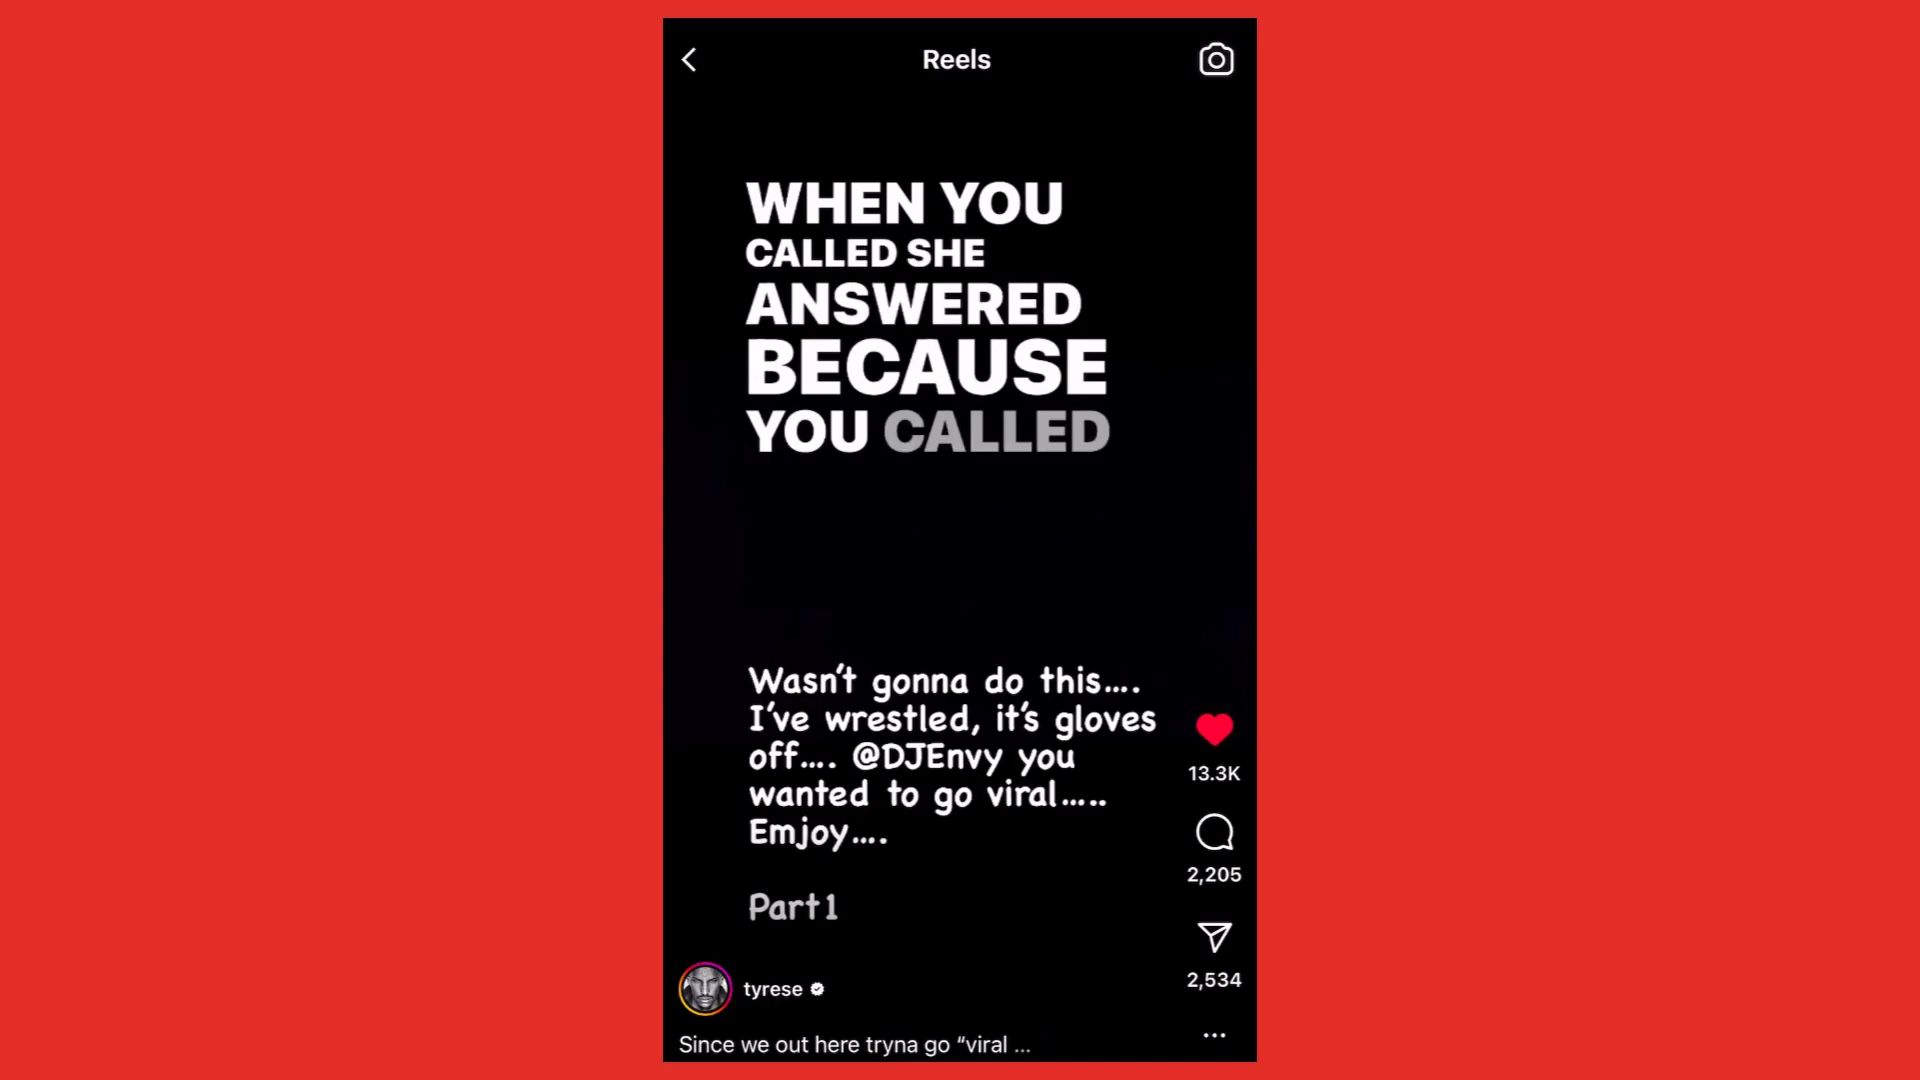 Reels
WHEN YOU
CALLED SHE
ANSWERED
BECAUSE
YOU CALLED
Wasn't gonna do this....
I've wrestled, it's gloves
off.... @DJEnvy you
wanted to go viral.....
Emjoy....
Part 1
13.3K
2,205
2,534
tyrese
Since we out here tryna go “viral ...